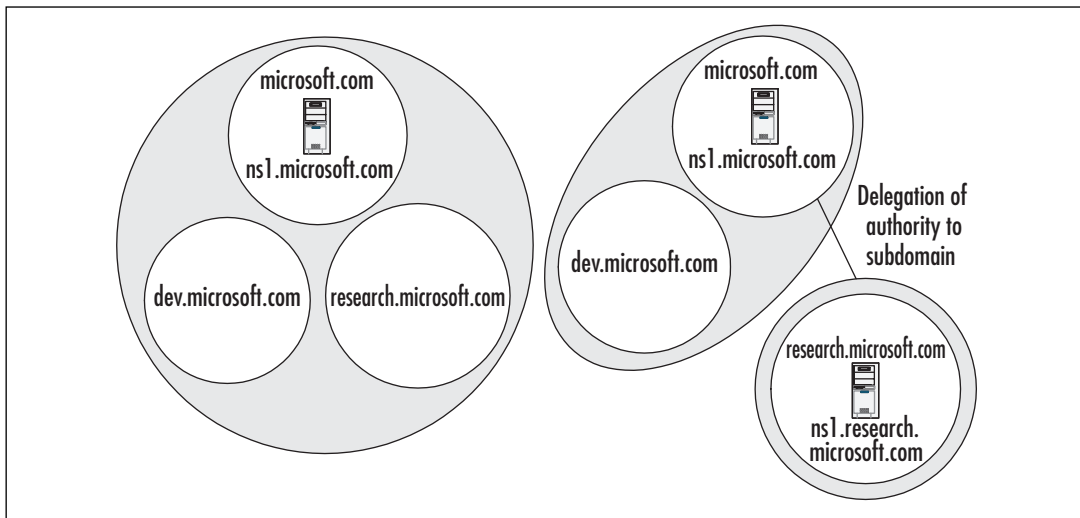 microsoft.com
ns1.microsoft.com
dev.microsoft.com
research.microsoft.com
microsoft.com
ns1.microsoft.com
dev.microsoft.com
Delegation of
authority to
subdomain
research.microsoft.com
ns1.research.
microsoft.com